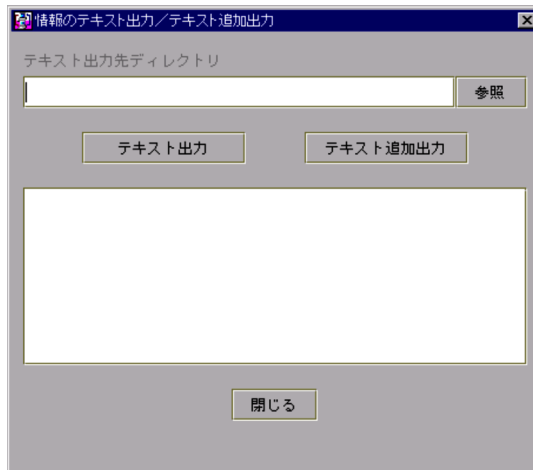 情報のテキスト出力／テキスト追加出力
テキスト出力先ディレクトリ
参照
テキスト出力
テキスト追加出力
閉じる